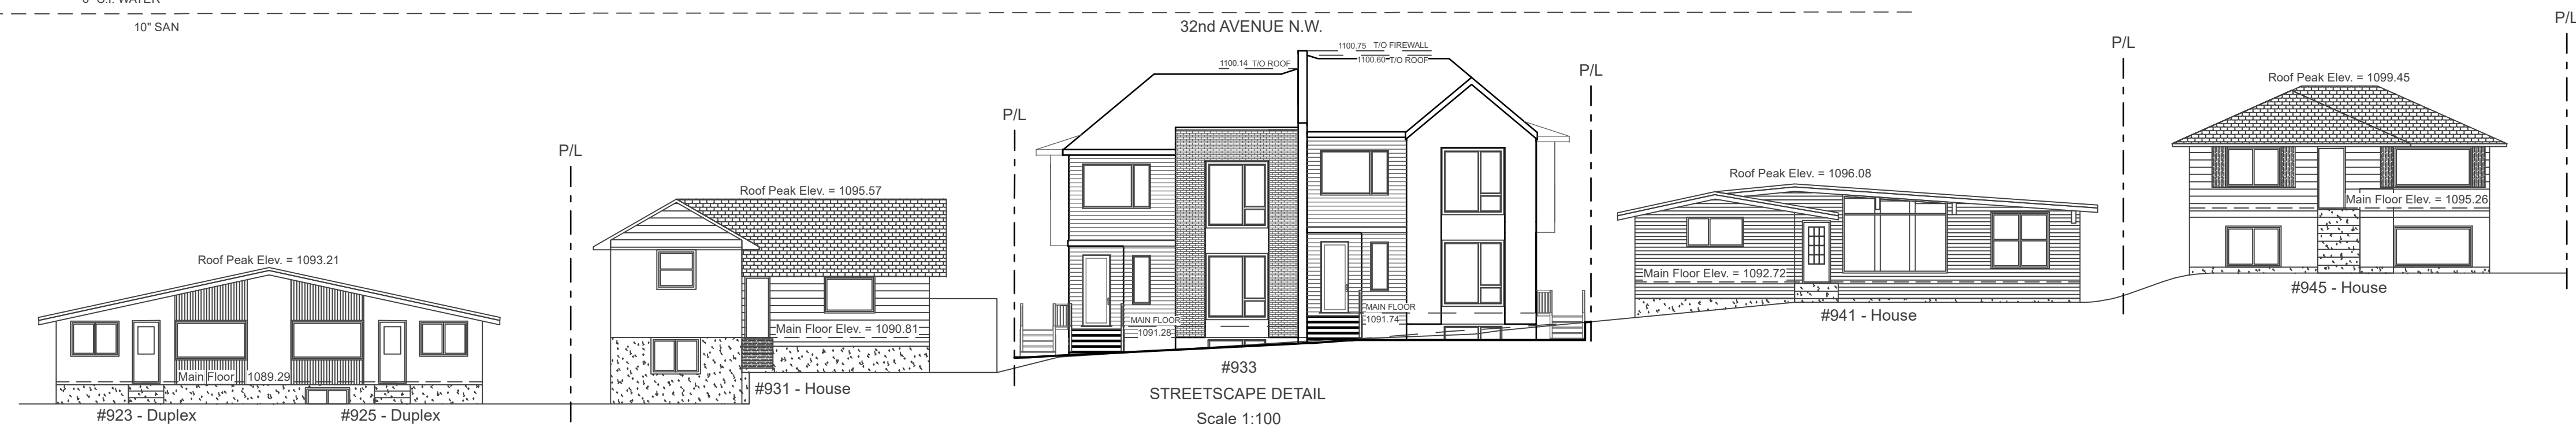 10" SAN
32nd AVENUE N.W.
P/L
1100.75 T/O FIREWALL
1100.60 T/O ROOF
1100.14 T/O ROOF
P/L
P/L
Roof Peak Elev. = 1099.45
P/L
P/L
Roof Peak Elev. = 1096.08
Roof Peak Elev. = 1095.57
Main Floor Elev. = 1095.26
Roof Peak Elev. = 1093.21
Main Floor Elev. = 1092.72
#945 - House
MAIN FLOOR
1091.74
#941 - House
MAIN FLOOR
1091.28
Main Floor Elev. = 1090.81
#933
Main Floor 1089.29
#931 - House
STREETSCAPE DETAIL
#923 - Duplex
#925 - Duplex
Scale 1:100